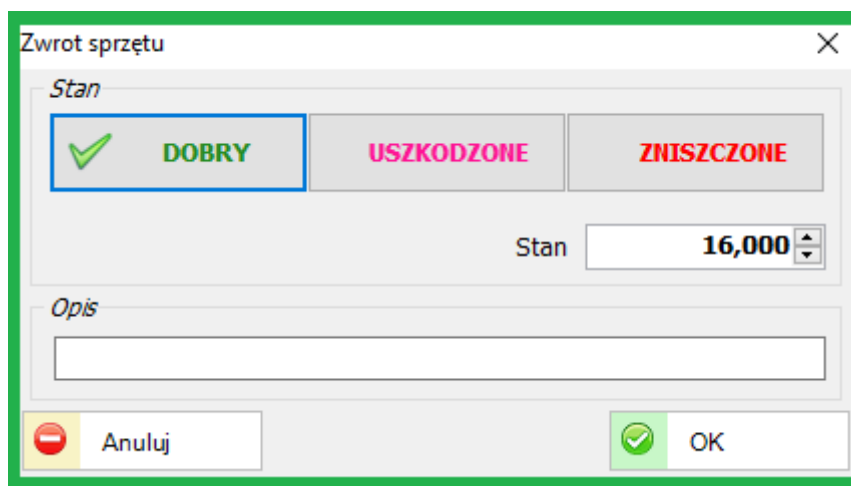 Zwrot sprzętu
Stan
DOBRY USZKODZONE ZNISZCZONE
Stan 16,000
Opis
Anuluj OK